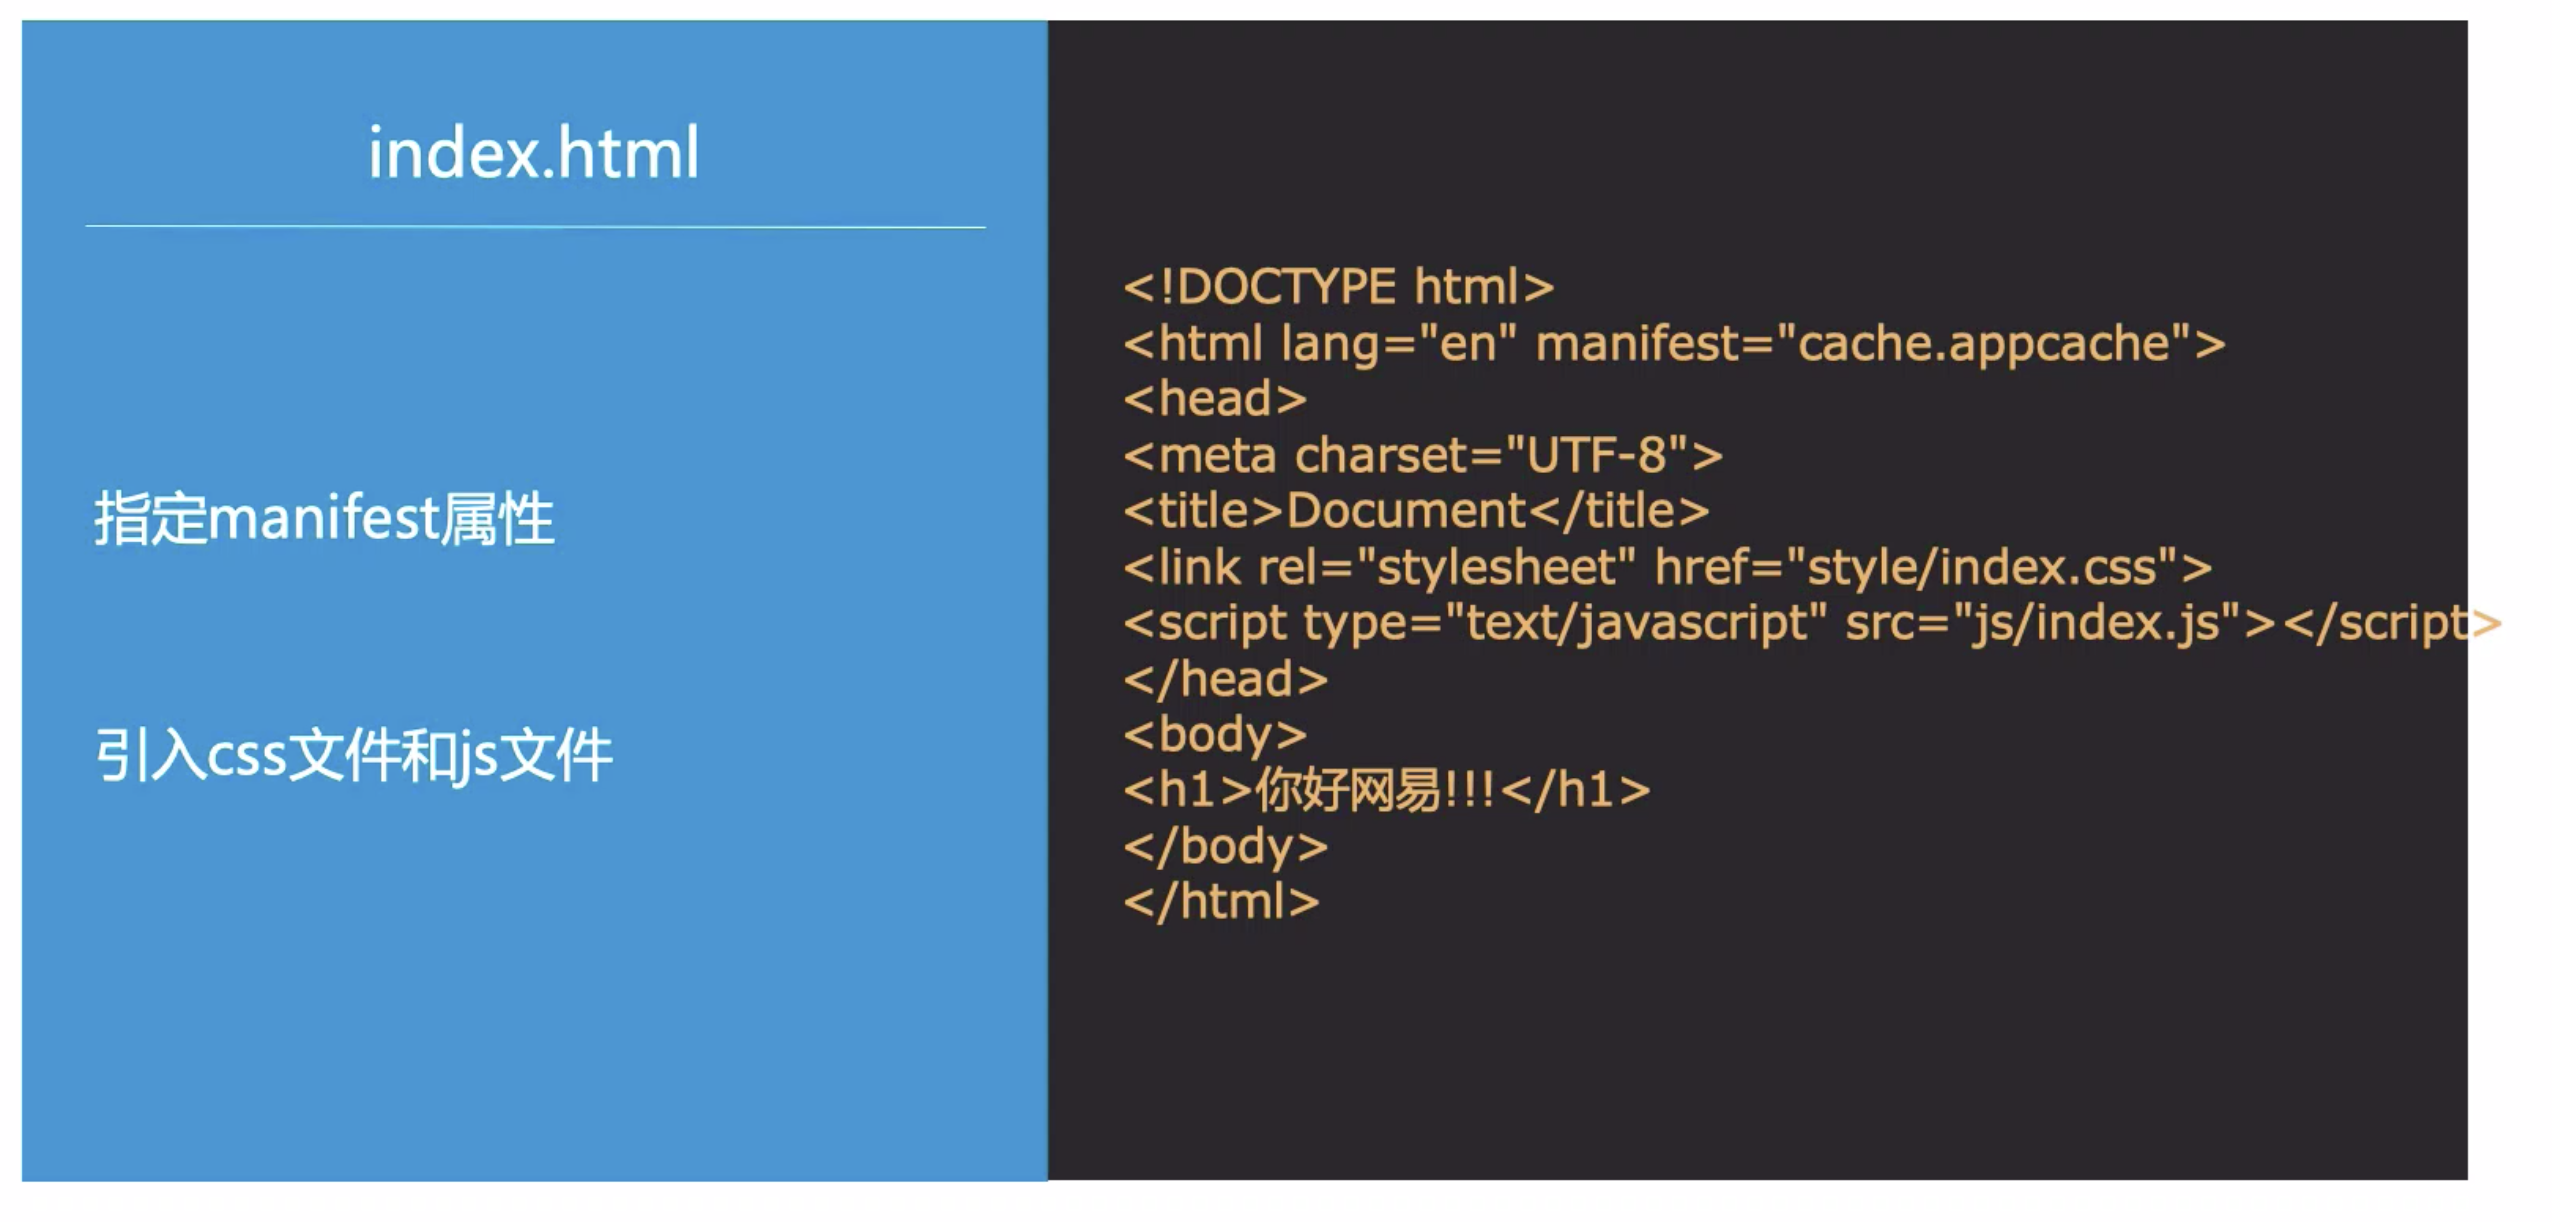 index.html
指定manifest属性
引入css文件和js文件
<!DOCTYPE html>
<html lang="en" manifest="cache.appcache">
<head>
<meta charset="UTF-8">
<title>Document</title>
<link rel="stylesheet" href="style/index.css">
<script type="text/javascript" src="js/index.js"></script>
</head>
<body>
<h1>你好网易!!!</h1>
</body>
</html>